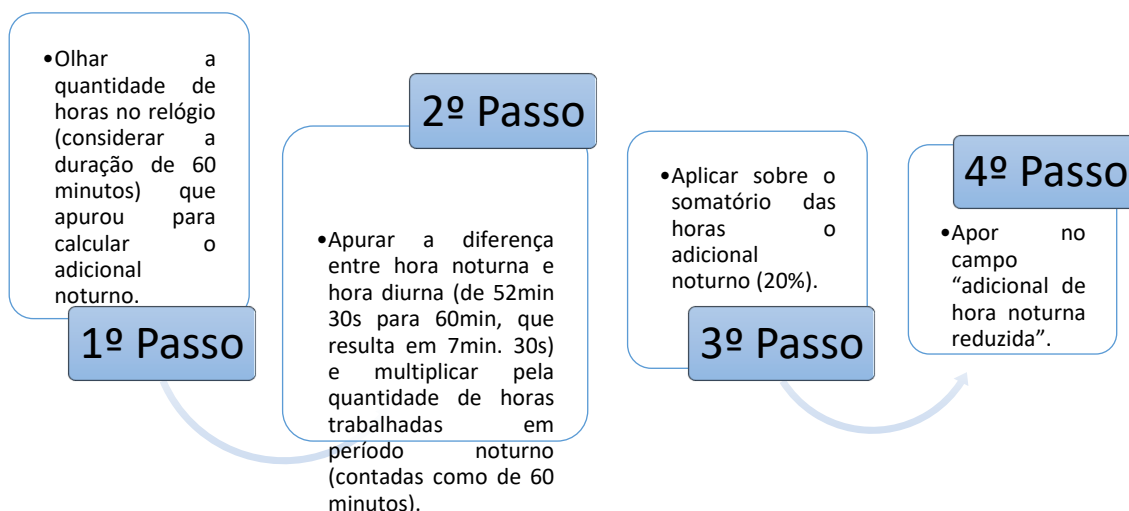 •Olhar a
quantidade de
horas no relógio
(considerar a
duração de 60
minutos) que
apurou para
calcular o
adicional
noturno.
1º Passo
2º Passo
•Apurar a diferença
entre hora noturna e
hora diurna (de 52min
30s para 60min, que
resulta em 7min. 30s)
e multiplicar pela
quantidade de horas
trabalhadas em
período noturno
(contadas como de 60
minutos).
•Aplicar sobre o
somatório das
horas o
adicional
noturno (20%).
3º Passo
4º Passo
•Apor no
campo
“adicional de
hora noturna
reduzida”.